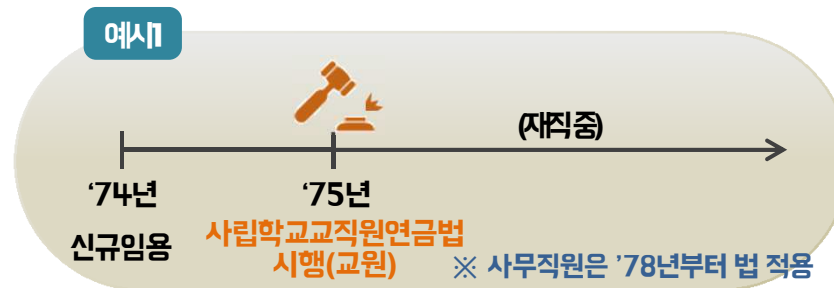 예시1
(재직중)
‘74년
‘75년
신규임용
사립학교교직원연금법
시행(교원)
※ 사무직원은 ’78년부터 법 적용